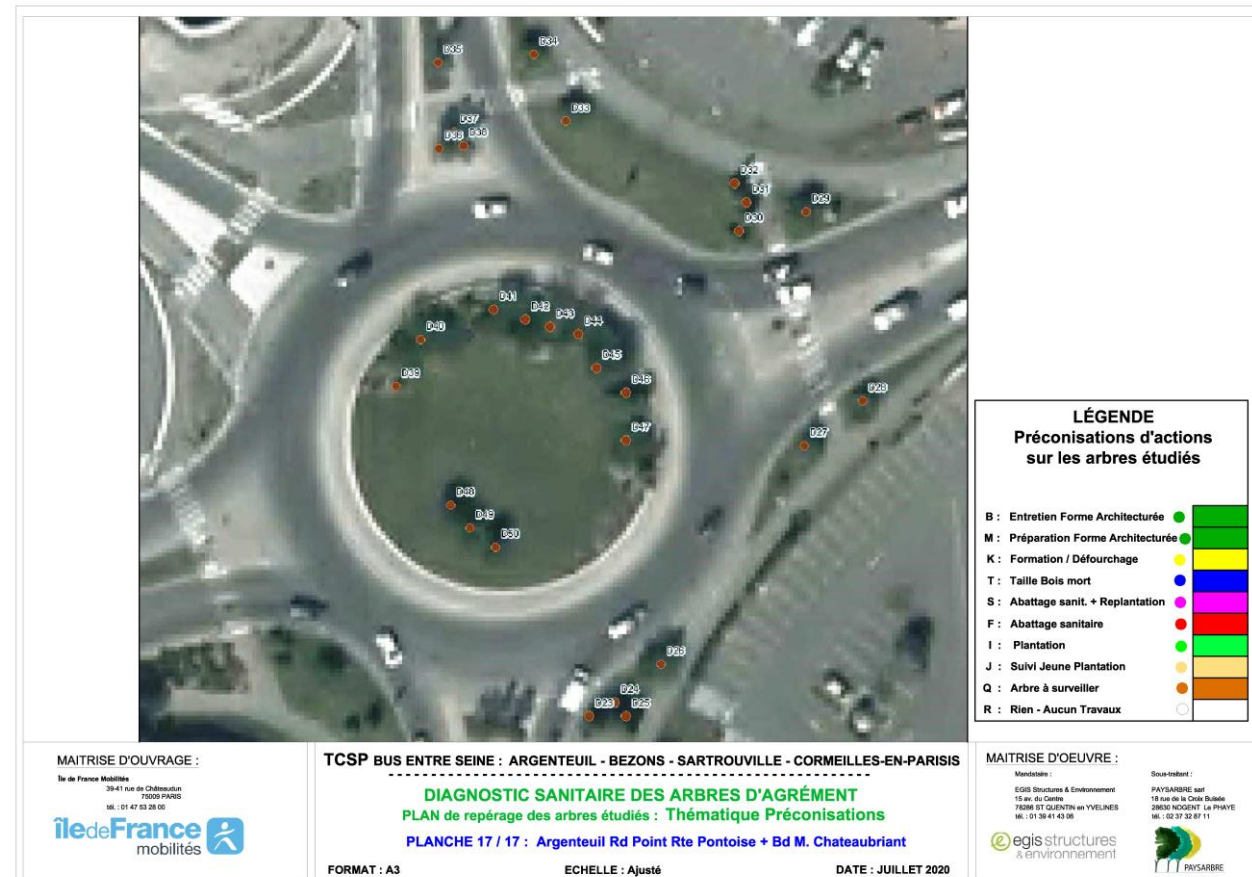 D35
D34
D33
D37
D36
D38
D32
D31
D29
D30
D41
D42
D43
D44
D40
D45
D39
D46
D28
D47
D27
D48
D49
D50
D26
D24
D23
D25
LÉGENDE
Préconisations d'actions
sur les arbres étudiés
B : Entretien Forme Architecturée
M : Préparation Forme Architecturée
K : Formation / Défourchage
T : Taille Bois mort
S : Abattage sanit. + Replantation
F : Abattage sanitaire
I : Plantation
J : Suivi Jeune Plantation
Q : Arbre à surveiller
R : Rien - Aucun Travaux
MAITRISE D'OUVRAGE :
Île de France Mobilités
39-41 rue de Châteaudun
75009 PARIS
tél. : 01 47 53 28 00
îledeFrance
mobilités
TCSP BUS ENTRE SEINE : ARGENTEUIL - BEZONS - SARTROUVILLE - CORMEILLES-EN-PARISIS
DIAGNOSTIC SANITAIRE DES ARBRES D'AGRÉMENT
PLAN de repérage des arbres étudiés : Thématique Préconisations
PLANCHE 17 / 17 : Argenteuil Rd Point Rte Pontoise + Bd M. Chateaubriant
FORMAT : A3 ECHELLE : Ajusté DATE : JUILLET 2020
MAITRISE D'OEUVRE :
Mandataire :
EGIS Structures & Environnement
15 av. du Centre
78286 ST QUENTIN en YVELINES
tél. : 01 39 41 43 06
egis structures
& environnement
Sous-traitant :
PAYSARBRE sarl
18 rue de la Croix Buisée
28630 NOGENT Le PHAYE
tél. : 02 37 32 87 11
PAYSARBRE